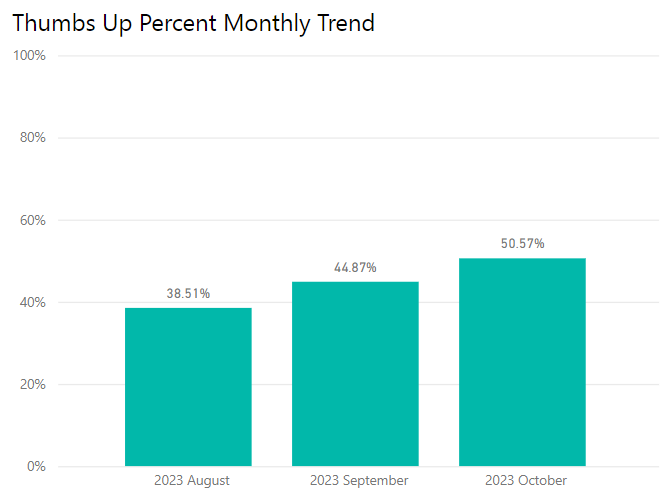 Thumbs Up Percent Monthly Trend
100%
80%
60%
40%
20%
0%
38.51%
44.87%
50.57%
2023 August
2023 September
2023 October